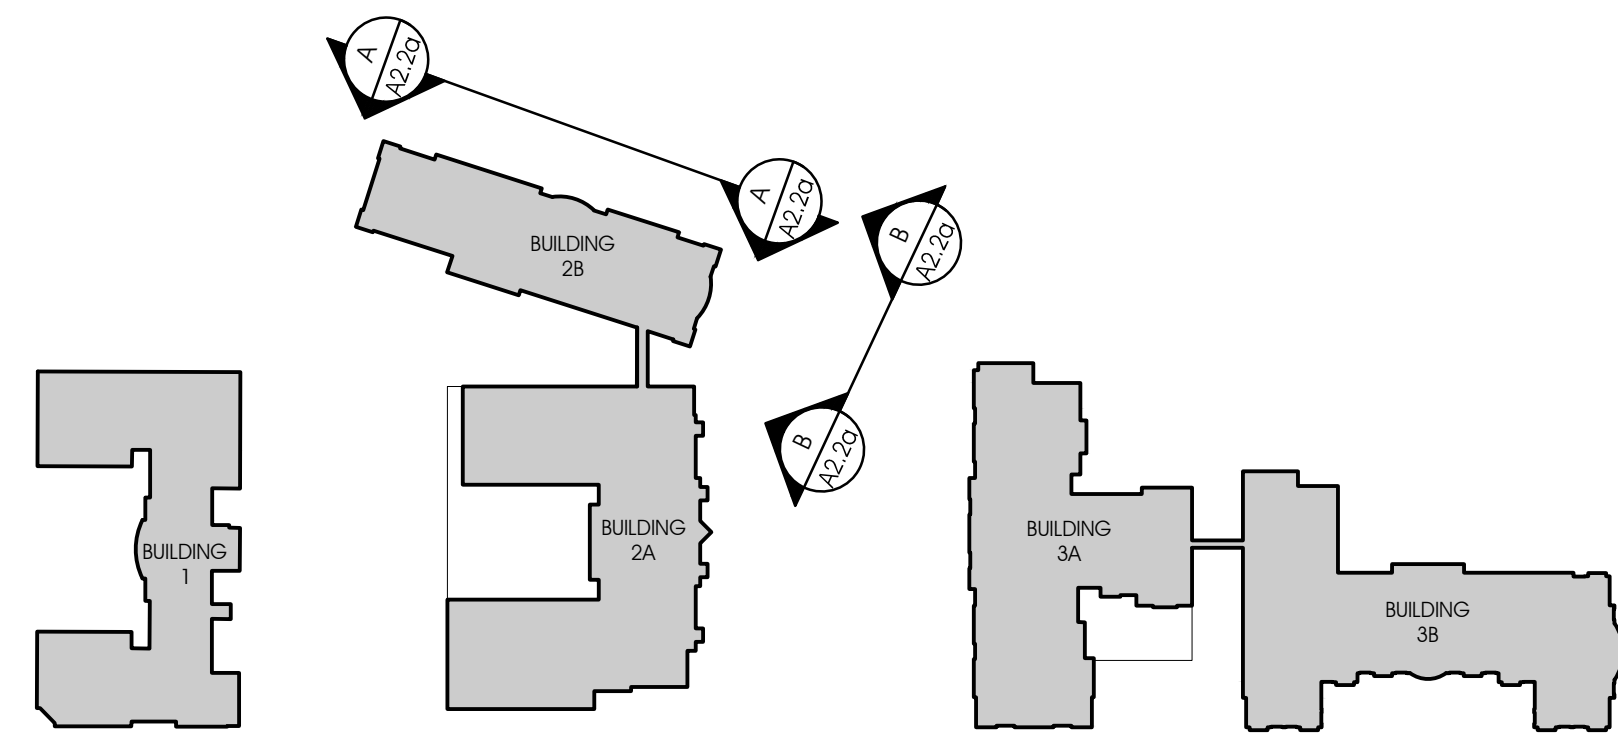 A
A2.2a
A
A2.2a
B
A2.2a
BUILDING
2B
B
A2.2a
BUILDING
2A
BUILDING
3A
BUILDING
1
BUILDING
3B